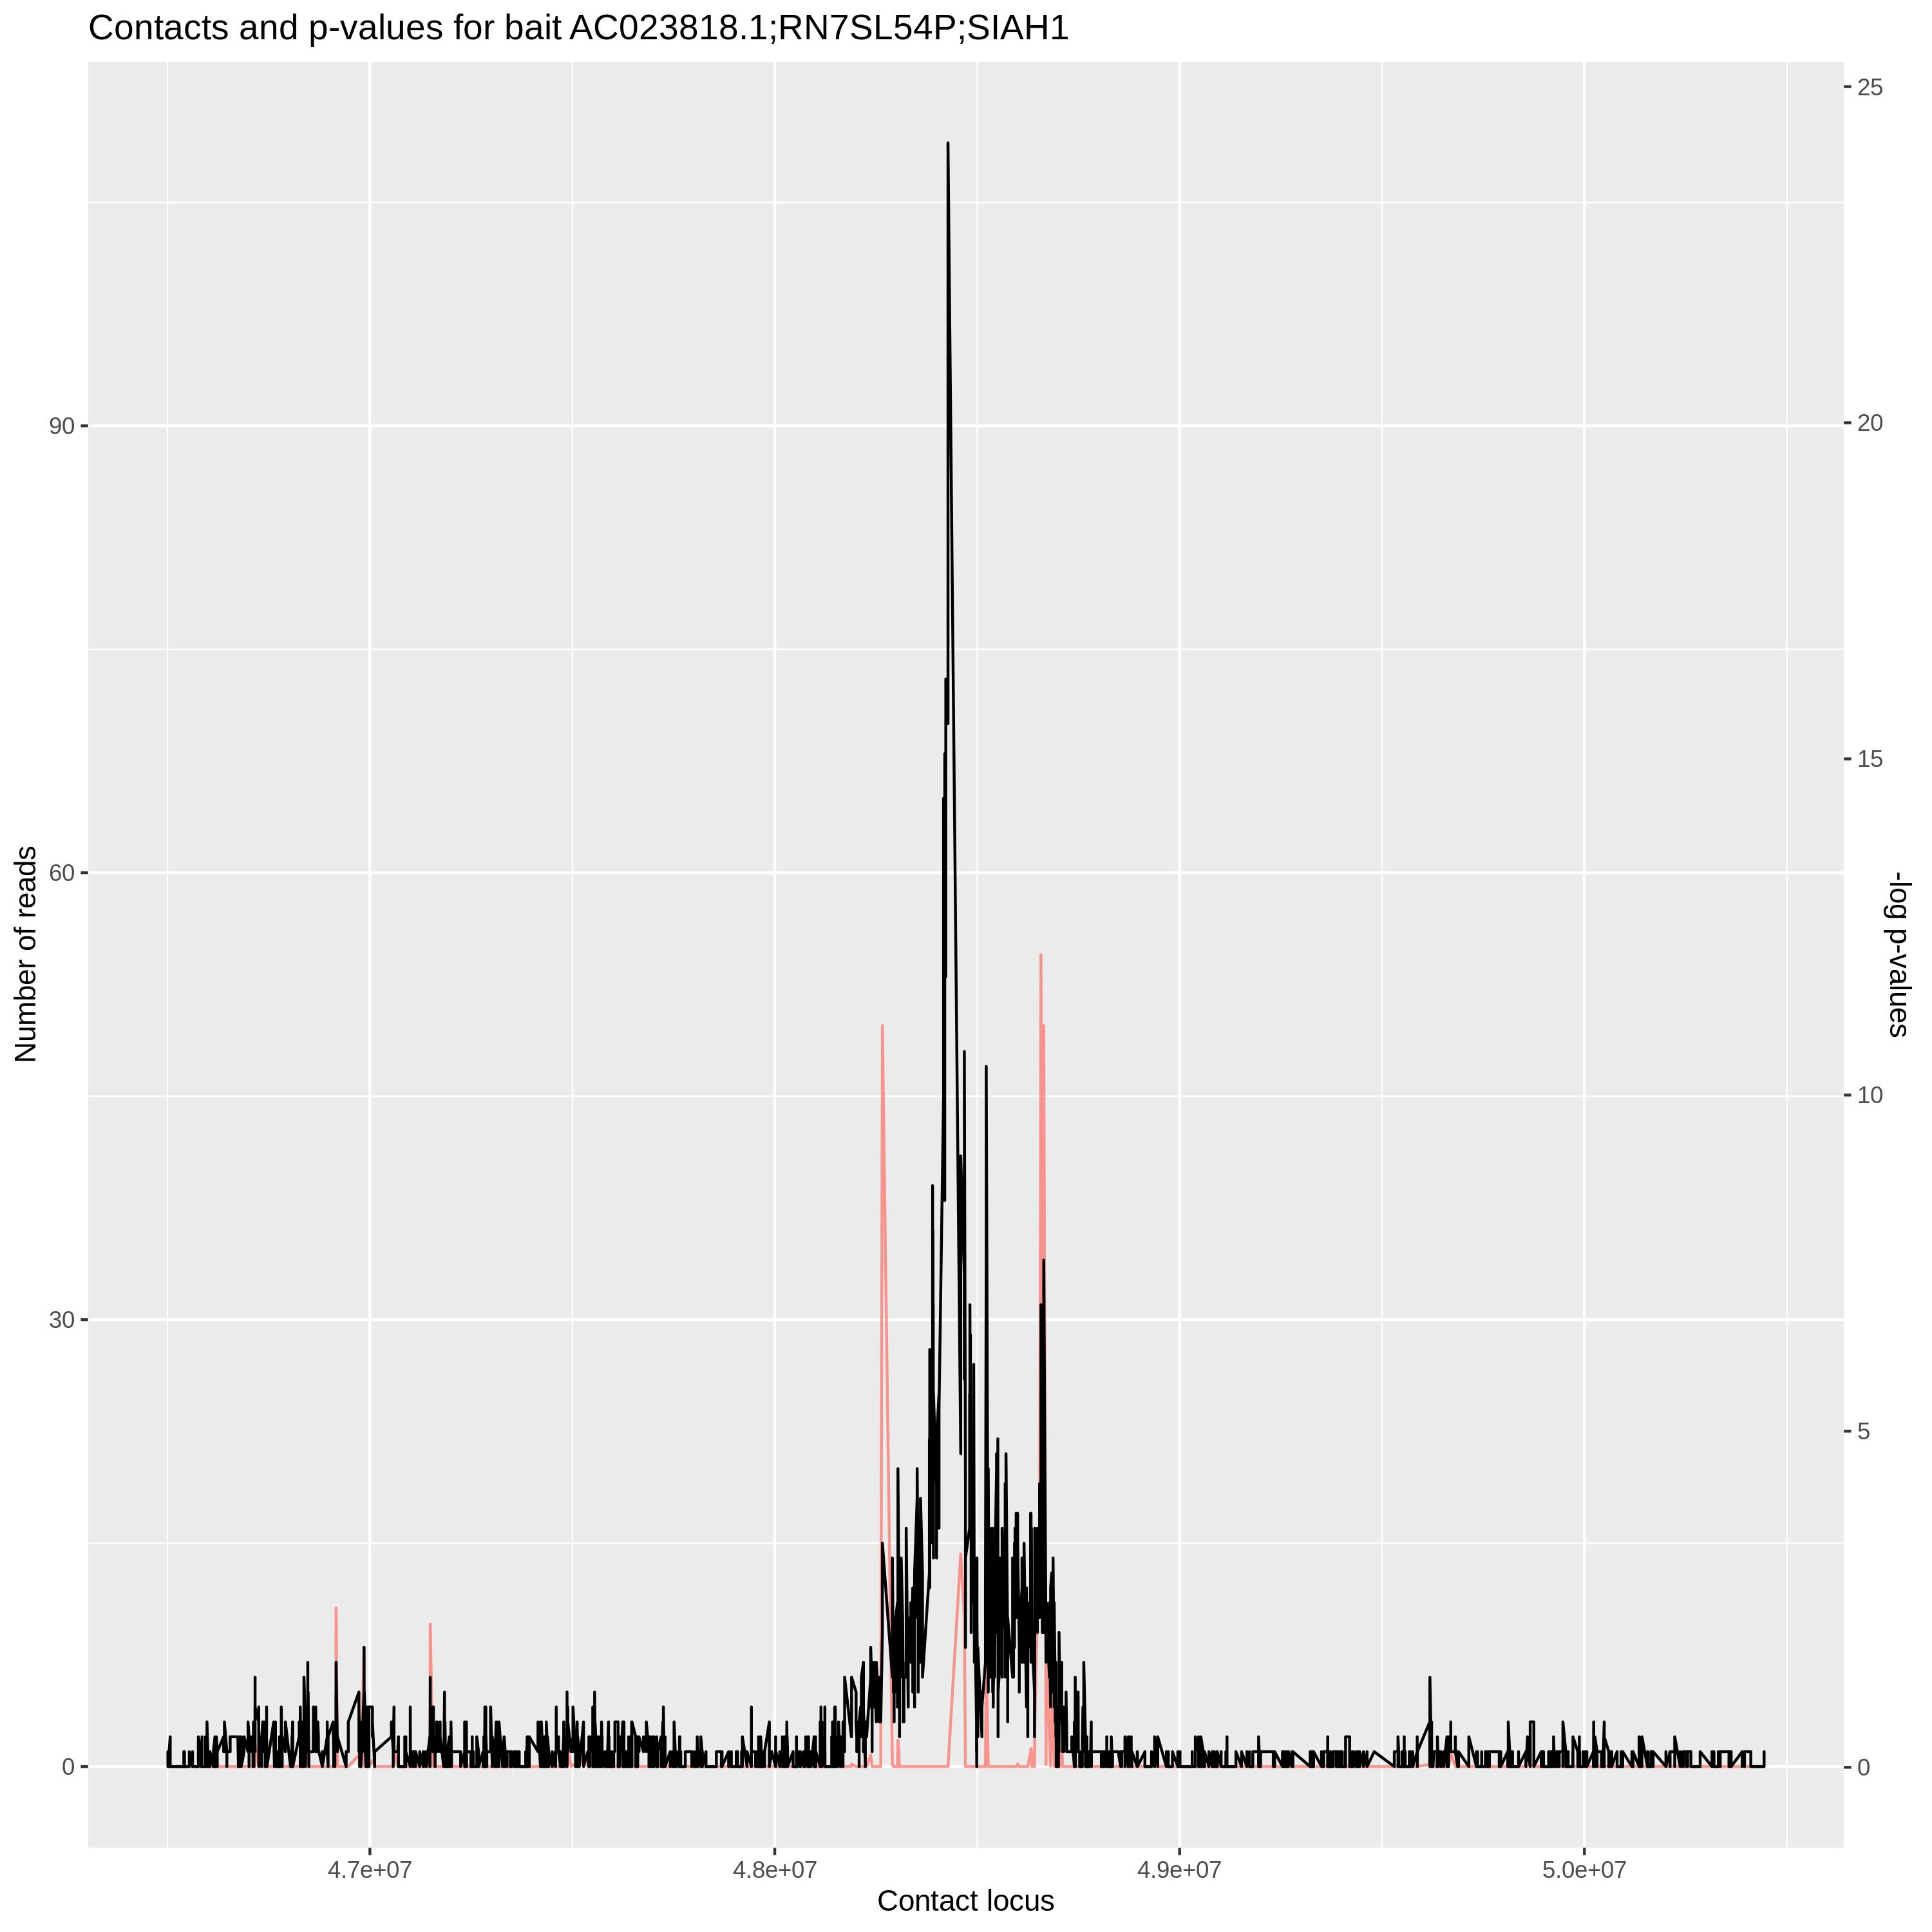 Contacts and p-values for bait AC023818.1;RN7SL54P;SIAH1
25
20
15
10
5
0
90
60
30
0
Number of reads
-log p-values
4.7e+07 4.8e+07 4.9e+07 5.0e+07
Contact locus